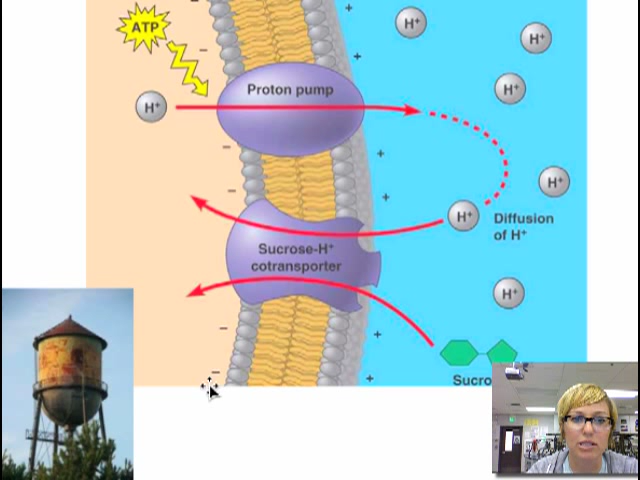 ATP
H⁺
H⁺
H⁺
Proton pump
H⁺
H⁺
H⁺
Diffusion
of H⁺
Sucrose-H⁺
cotransporter
H⁺
H⁺
Sucro